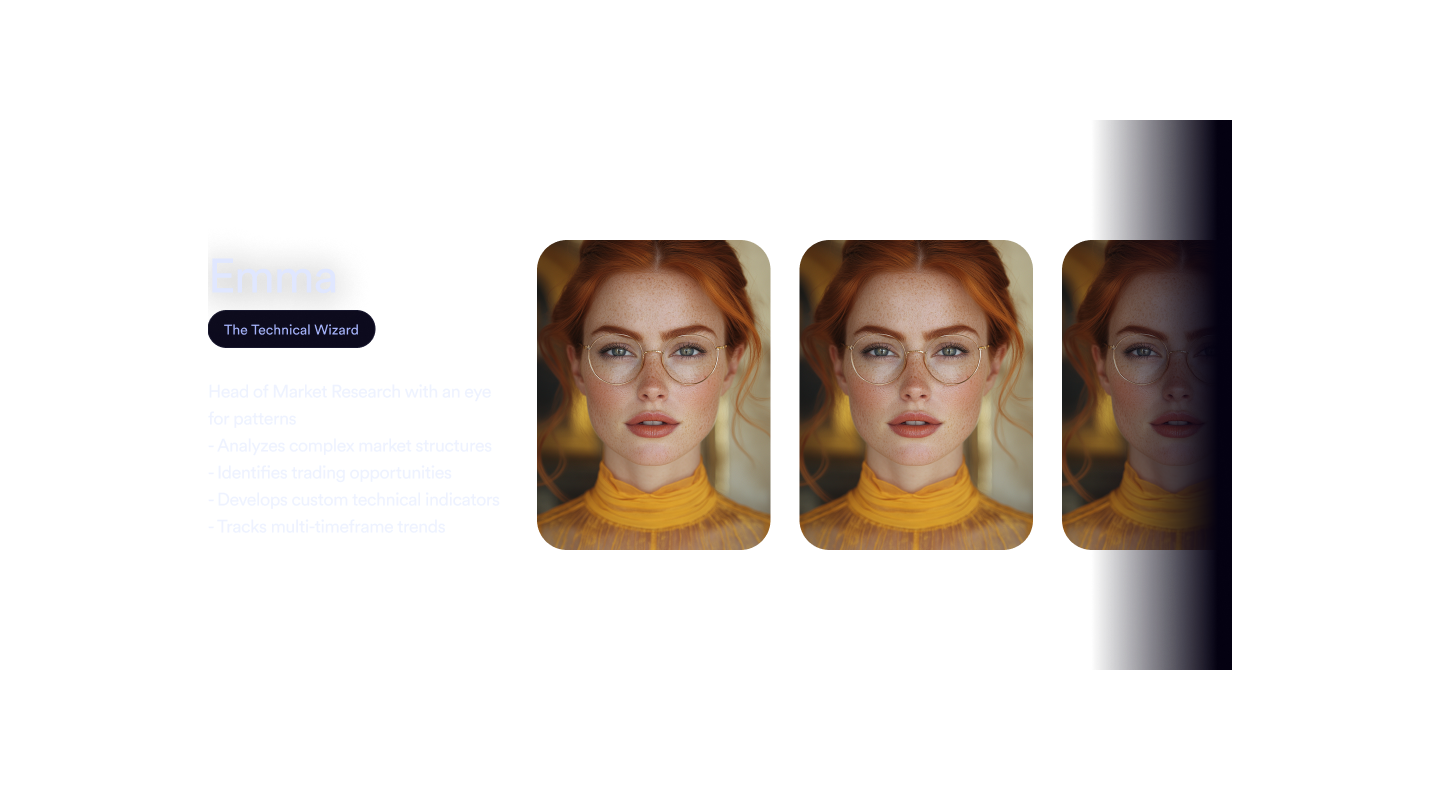 Emma
The Technical Wizard
Head of Market Research with an eye
for patterns
- Analyzes complex market structures
- Identifies trading opportunities
- Develops custom technical indicators
- Tracks multi-timeframe trends